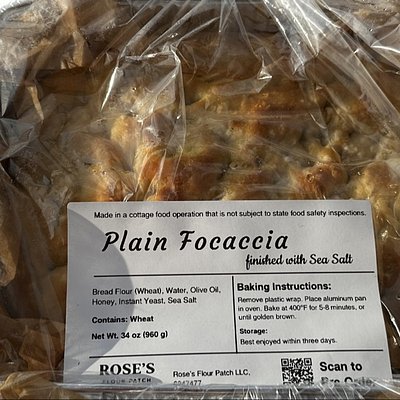 Made in a cottage food operation that is not subject to state food safety inspections.
Plain Focaccia
finished with Sea Salt
Bread Flour (Wheat), Water, Olive Oil,
Honey, Instant Yeast, Sea Salt
Contains: Wheat
Net Wt. 34 oz (960 g)
Baking Instructions:
Remove plastic wrap. Place aluminum pan
in oven. Bake at 400°F for 5-8 minutes, or
until golden brown.
Storage:
Best enjoyed within three days.
ROSE'S
FLOUR PATCH
Rose's Flour Patch LLC,
Scan to
Pre Order